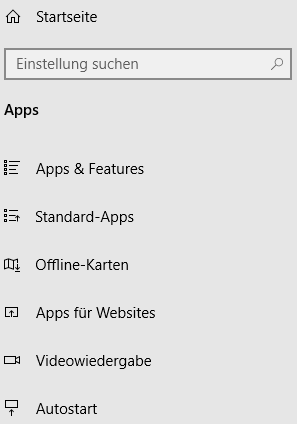 Startseite
Einstellung suchen
Apps
Apps & Features
Standard-Apps
Offline-Karten
Apps für Websites
Videowiedergabe
Autostart